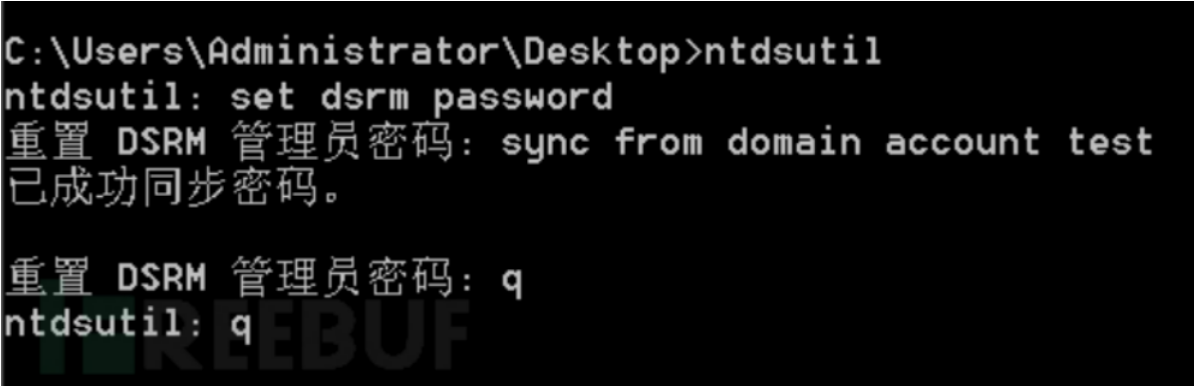 C:\Users\Administrator\Desktop>ntdsutil
ntdsutil: set dsrm password
重置 DSRM 管理员密码: sync from domain account test
已成功同步密码。
重置 DSRM 管理员密码: q
ntdsutil: q
REEBUF